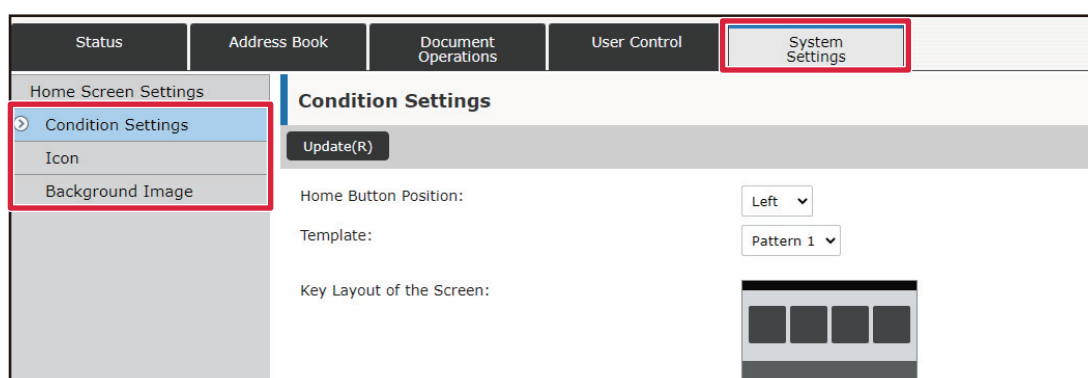 Status
Address Book
Document
Operations
User Control
System
Settings
Home Screen Settings
Condition Settings
Icon
Background Image
Condition Settings
Update(R)
Home Button Position:
Left
Template:
Pattern 1
Key Layout of the Screen: